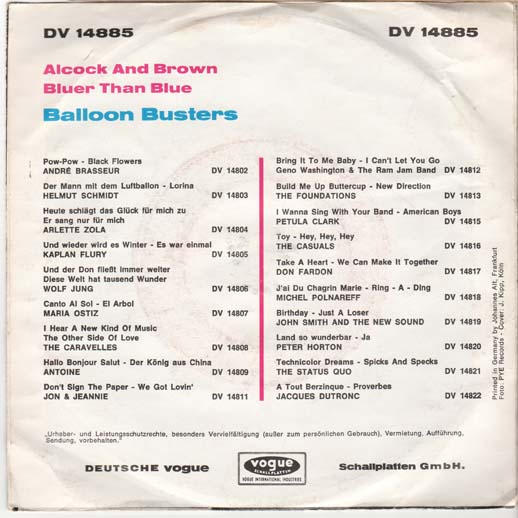 DV 14885
DV 14885
Alcock And Brown
Bluer Than Blue
Balloon Busters
Pow-Pow - Black Flowers
ANDRÉ BRASSEUR DV 14802
Der Mann mit dem Luftballon - Lorina
HELMUT SCHMIDT DV 14803
Heute schlägt das Glück für mich zu
Er sang nur für mich
ARLETTE ZOLA DV 14804
Und wieder wird es Winter - Es war einmal
KAPLAN FLURY DV 14805
Und der Don fließt immer weiter
Diese Welt hat tausend Wunder
WOLF JUNG DV 14806
Canto Al Sol - El Arbol
MARIA OSTIZ DV 14807
I Hear A New Kind Of Music
The Other Side Of Love
THE CARAVELLES DV 14808
Hallo Bonjour Salut - Der König aus China
ANTOINE DV 14809
Don't Sign The Paper - We Got Lovin'
JON & JEANNIE DV 14811
Bring It To Me Baby - I Can't Let You Go
Geno Washington & The Ram Jam Band DV 14812
Build Me Up Buttercup - New Direction
THE FOUNDATIONS DV 14813
I Wanna Sing With Your Band - American Boys
PETULA CLARK DV 14815
Toy - Hey, Hey, Hey
THE CASUALS DV 14816
Take A Heart - We Can Make It Together
DON FARDON DV 14817
J'ai Du Chagrin Marie - Ring - A - Ding
MICHEL POLNAREFF DV 14818
Birthday - Just A Loser
JOHN SMITH AND THE NEW SOUND DV 14819
Land so wunderbar - Ja
PETER HORTON DV 14820
Technicolor Dreams - Spicks And Specks
THE STATUS QUO DV 14821
A Tout Berzinque - Proverbes
JACQUES DUTRONC DV 14822
Printed in Germany by Johannes Alt, Frankfurt
Foto: PYE Records - Cover: J. Kipp, Köln
„Urheber- und Leistungsschutzrechte, besonders Vervielfältigung (außer zum persönlichen Gebrauch), Vermietung, Aufführung,
Sendung, vorbehalten."
DEUTSCHE VOGUE
vogue
SCHALLPLATTEN
VOGUE INTERNATIONAL INDUSTRIES
Schallplatten GmbH.